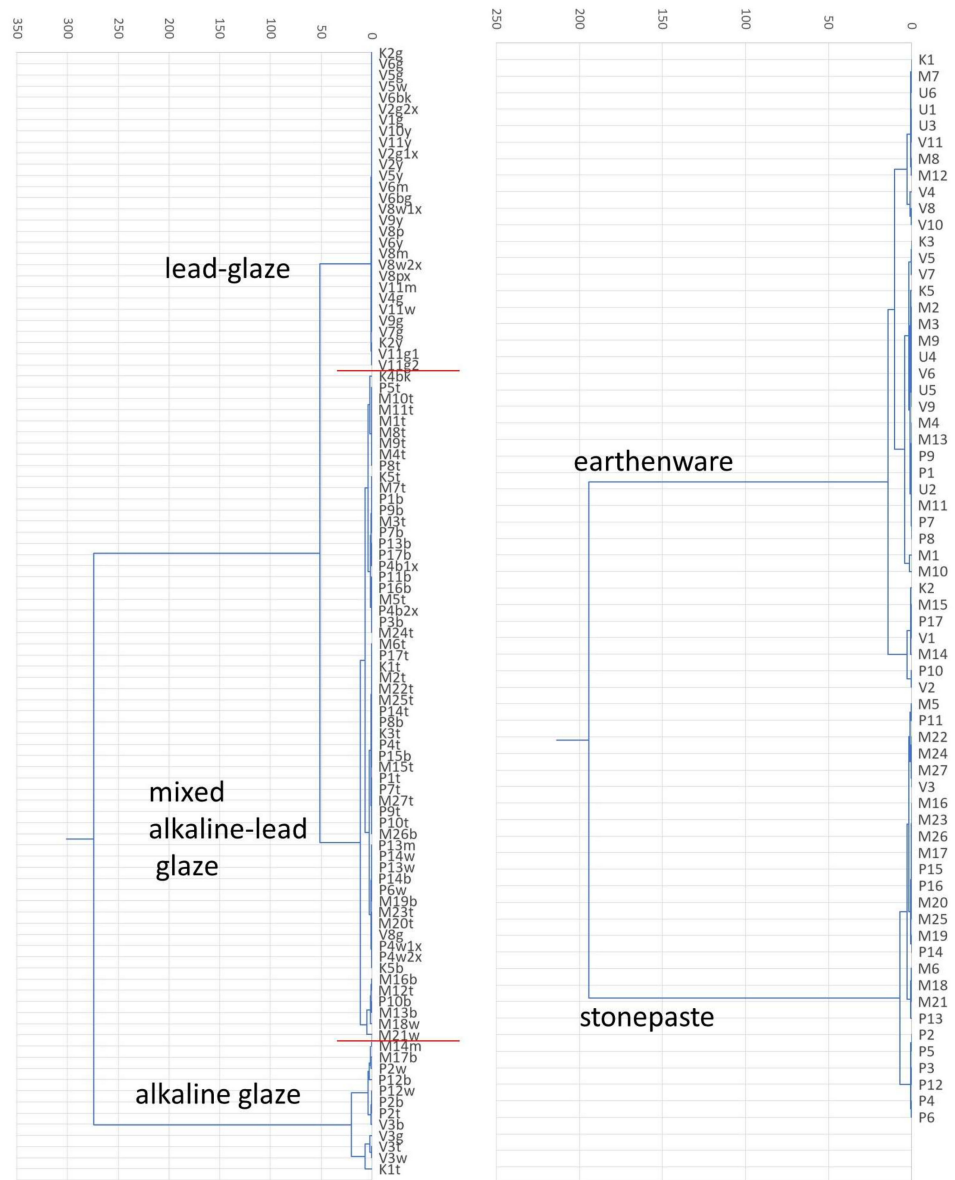 350
300
250
200
150
100
50
0
K2g
V6g
V5g
V5w
V6bk
V2g2x
V1g
V10y
V11y
V2g1x
V2y
V5y
V6m
V6bg
V8w1x
V9y
V8p
V6y
V8m
V8w2x
V8px
V11m
V4g
V11w
V9g
V7g
K2y
V11g1
V11g2
K4bk
P5t
M10t
M11t
M1t
M8t
M9t
M4t
P8t
K5t
M7t
P1b
P9b
M3t
P7b
P13b
P17b
P4b1x
P11b
P16b
M5t
P4b2x
P3b
M24t
M6t
P17t
K1t
M2t
M22t
M25t
P14t
P8b
K3t
P4t
P15b
M15t
P1t
P7t
M27t
P9t
P10t
M26b
P13m
P14w
P13w
P14b
P6w
M19b
M23t
M20t
V8g
P4w1x
P4w2x
K5b
M16b
M12t
P10b
M13b
M18w
M21w
M14m
M17b
P2w
P12b
P12w
P2b
P2t
V3b
V3g
V3t
V3w
K1t
lead-glaze
mixed
alkaline-lead
glaze
alkaline glaze
250
200
150
100
50
0
K1
M7
U6
U1
U3
V11
M8
M12
V4
V8
V10
K3
V5
V7
K5
M2
M3
M9
U4
V6
U5
V9
M4
M13
P9
P1
U2
M11
P7
P8
M1
M10
K2
M15
P17
V1
M14
P10
V2
M5
P11
M22
M24
M27
V3
M16
M23
M26
M17
P15
P16
M20
M25
M19
P14
M6
M18
M21
P13
P2
P5
P3
P12
P4
P6
earthenware
stonepaste